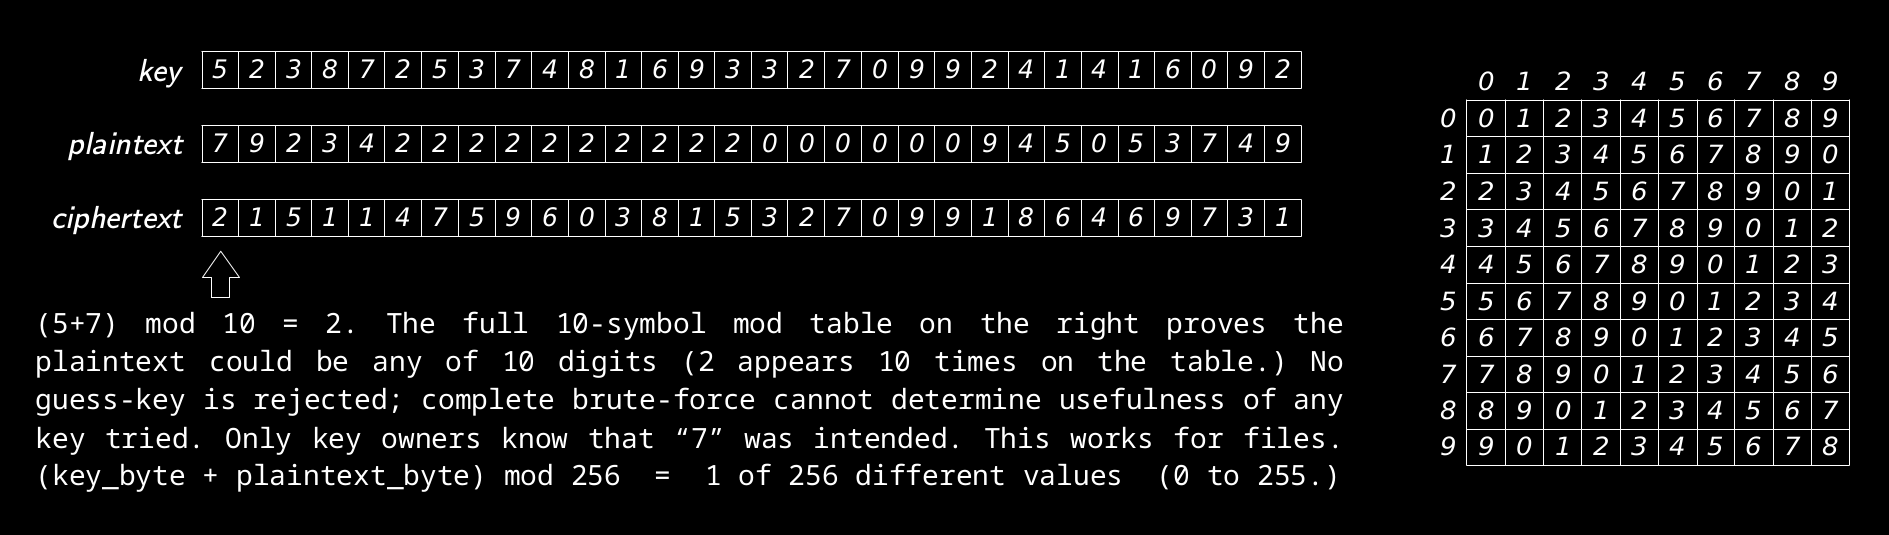 key 5 2 3 8 7 2 5 3 7 4 8 1 6 9 3 3 2 7 0 9 9 2 4 1 4 1 6 0 9 2
plaintext 7 9 2 3 4 2 2 2 2 2 2 2 2 2 2 0 0 0 0 0 0 9 4 5 0 5 3 7 4 9
ciphertext 2 1 5 1 1 4 7 5 9 6 0 3 8 1 5 3 2 7 0 9 9 1 8 6 4 6 9 7 3 1
(5+7) mod 10 = 2. The full 10-symbol mod table on the right proves the
plaintext could be any of 10 digits (2 appears 10 times on the table.) No
guess-key is rejected; complete brute-force cannot determine usefulness of any
key tried. Only key owners know that “7” was intended. This works for files.
(key_byte + plaintext_byte) mod 256 = 1 of 256 different values (0 to 255.)
0 1 2 3 4 5 6 7 8 9
0 0 1 2 3 4 5 6 7 8 9
1 1 2 3 4 5 6 7 8 9 0
2 2 3 4 5 6 7 8 9 0 1
3 3 4 5 6 7 8 9 0 1 2
4 4 5 6 7 8 9 0 1 2 3
5 5 6 7 8 9 0 1 2 3 4
6 6 7 8 9 0 1 2 3 4 5
7 7 8 9 0 1 2 3 4 5 6
8 8 9 0 1 2 3 4 5 6 7
9 9 0 1 2 3 4 5 6 7 8